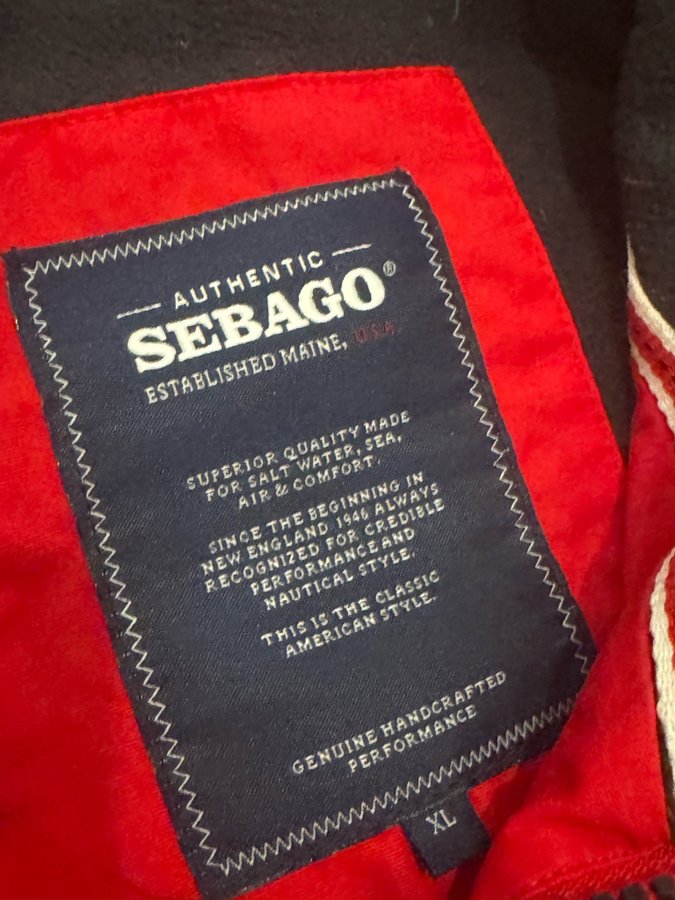 AUTHENTIC
SEBAGO®
ESTABLISHED MAINE, USA
SUPERIOR QUALITY MADE
FOR SALT WATER, SEA,
AIR & COMFORT.
SINCE THE BEGINNING IN
NEW ENGLAND 1946 ALWAYS
RECOGNIZED FOR CREDIBLE
PERFORMANCE AND
NAUTICAL STYLE.
THIS IS THE CLASSIC
AMERICAN STYLE.
GENUINE HANDCRAFTED
PERFORMANCE
XL